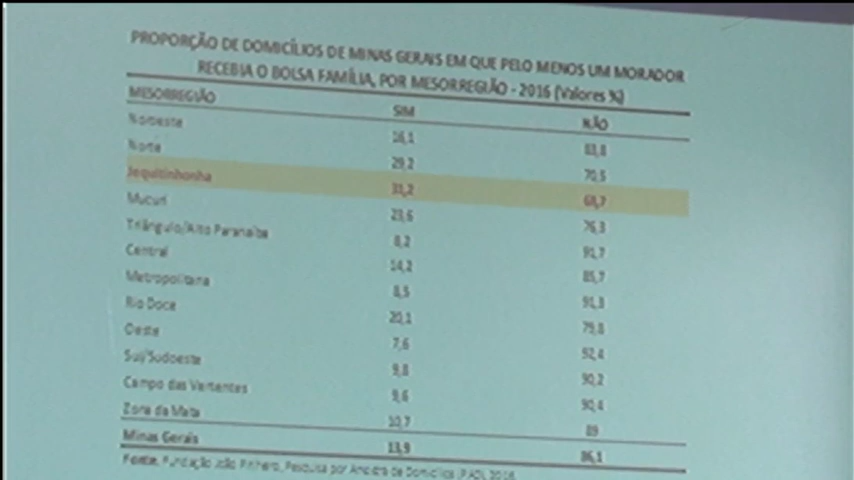 PROPORÇÃO DE DOMICÍLIOS DE MINAS GERAIS EM QUE PELO MENOS UM MORADOR
RECEBIA O BOLSA FAMÍLIA, POR MESORREGIÃO - 2016 (Valores %)
MESORREGIÃO SIM NÃO
Noroeste 16,1 83,8
Norte 29,2 70,5
Jequitinhonha 31,2 68,7
Mucuri 23,6 76,3
Triângulo/Alto Paranaíba 8,2 91,7
Central 14,2 85,7
Metropolitana 8,5 91,3
Rio Doce 20,1 79,8
Oeste 7,6 92,4
Sul/Sudoeste 9,8 90,2
Campo das Vertentes 9,6 90,4
Zona da Mata 10,7 89
Minas Gerais 13,9 86,1
Fonte: Fundação João Pinheiro, Pesquisa por Amostra de Domicílios (PAD), 2016